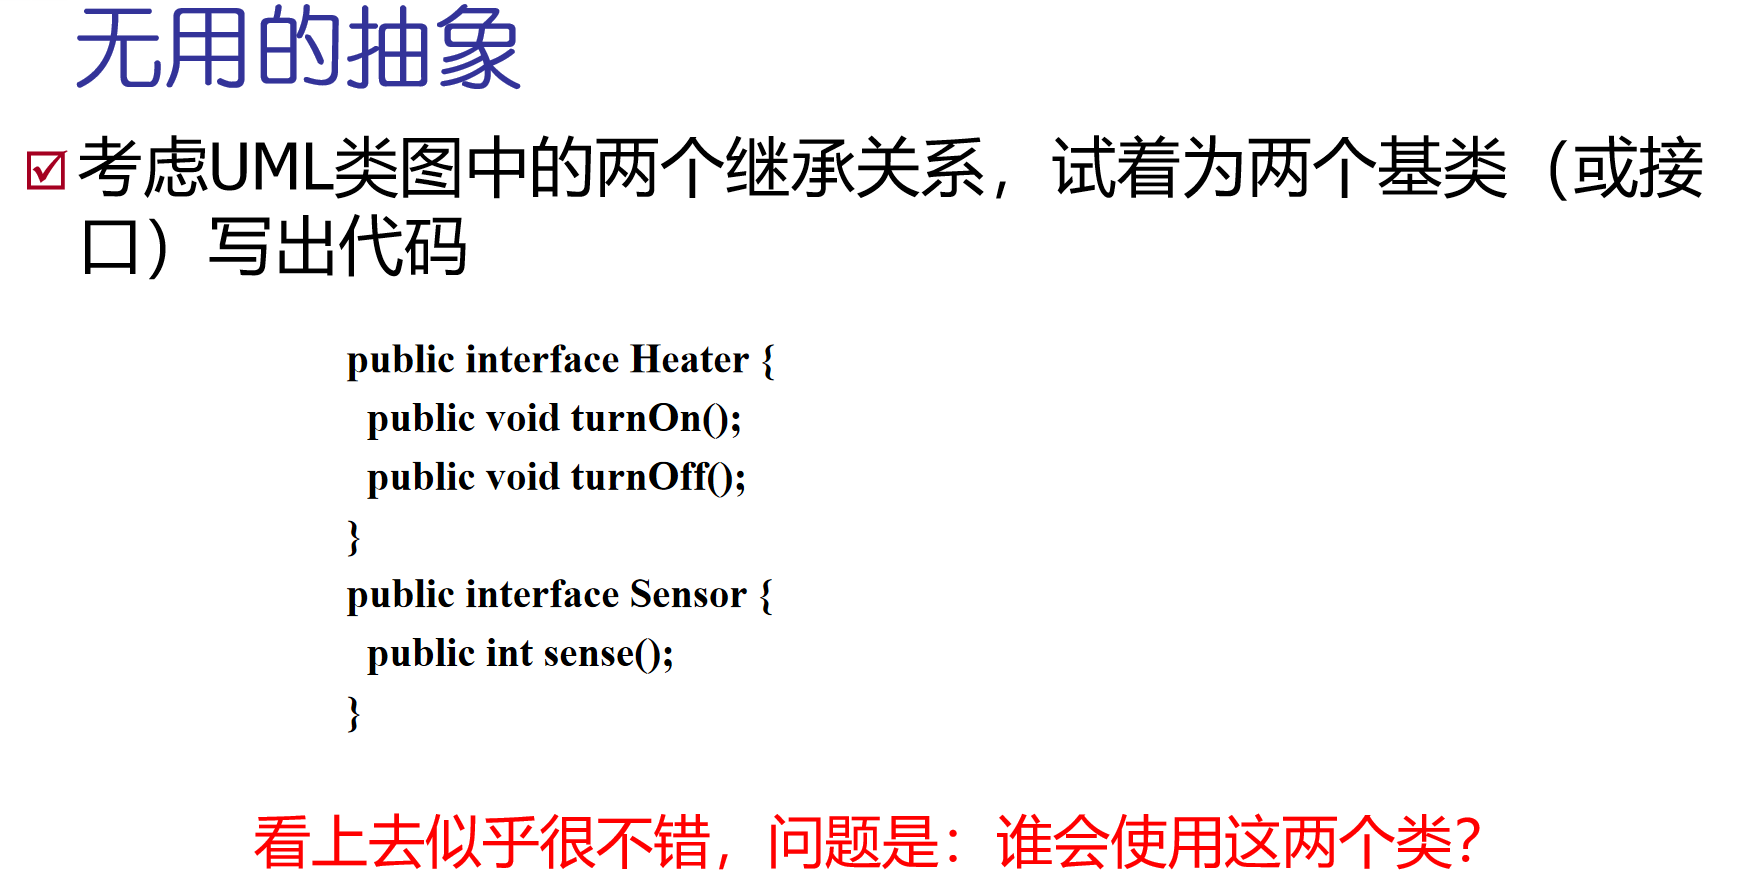 无用的抽象
考虑UML类图中的两个继承关系，试着为两个基类（或接
口）写出代码
public interface Heater {
public void turnOn();
public void turnOff();
}
public interface Sensor {
public int sense();
}
看上去似乎很不错，问题是：谁会使用这两个类？